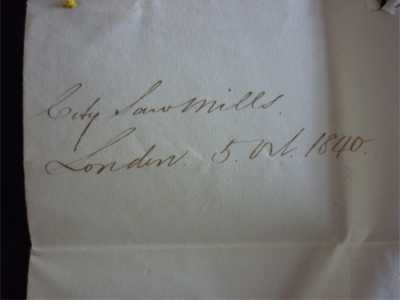 City Saw Mills.
London. 5. Oct. 1840.